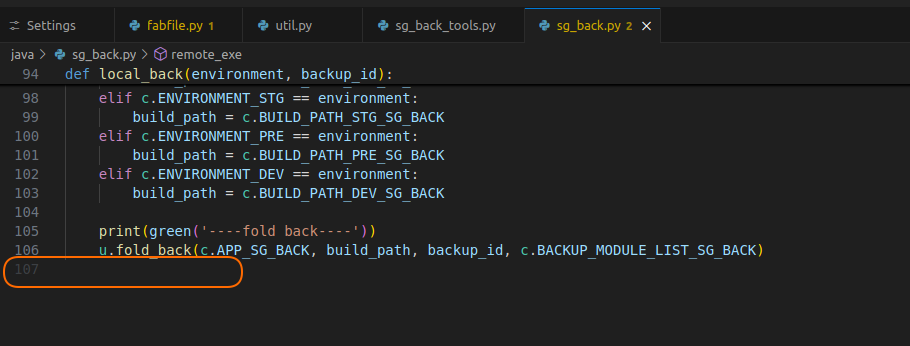 Settings fabfile.py 1 util.py sg_back_tools.py sg_back.py 2
java > sg_back.py > remote_exe
94 def local_back(environment, backup_id):
98 elif c.ENVIRONMENT_STG == environment:
99 build_path = c.BUILD_PATH_STG_SG_BACK
100 elif c.ENVIRONMENT_PRE == environment:
101 build_path = c.BUILD_PATH_PRE_SG_BACK
102 elif c.ENVIRONMENT_DEV == environment:
103 build_path = c.BUILD_PATH_DEV_SG_BACK
104
105 print(green('----fold back----'))
106 u.fold_back(c.APP_SG_BACK, build_path, backup_id, c.BACKUP_MODULE_LIST_SG_BACK)
107